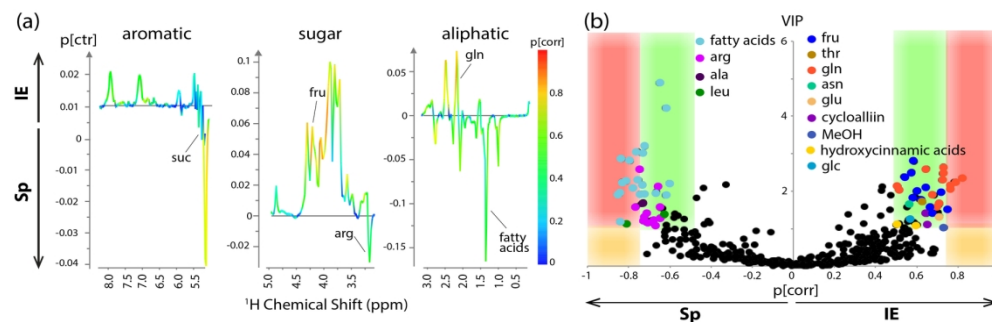 (a)
p[ctr]
aromatic
sugar
aliphatic
p[corr]
IE
Sp
0.02
0.01
0
-0.01
-0.02
-0.03
-0.04
suc
8.0
7.5
7.0
6.5
6.0
5.5
0.1
0.08
0.06
0.04
0.02
0
-0.02
fru
arg
5.0
4.5
4.0
3.5
0.05
0
-0.05
-0.10
-0.15
gln
fatty
acids
3.0
2.5
2.0
1.5
1.0
0.5
1.0
0.8
0.6
0.4
0.2
0
¹H Chemical Shift (ppm)
(b)
VIP
fatty acids
arg
ala
leu
fru
thr
gln
asn
glu
cycloalliin
MeOH
hydroxycinnamic acids
glc
6
4
2
0
-1 -0.8 -0.6 -0.4 -0.2 0 0.2 0.4 0.6 0.8
p[corr]
Sp IE